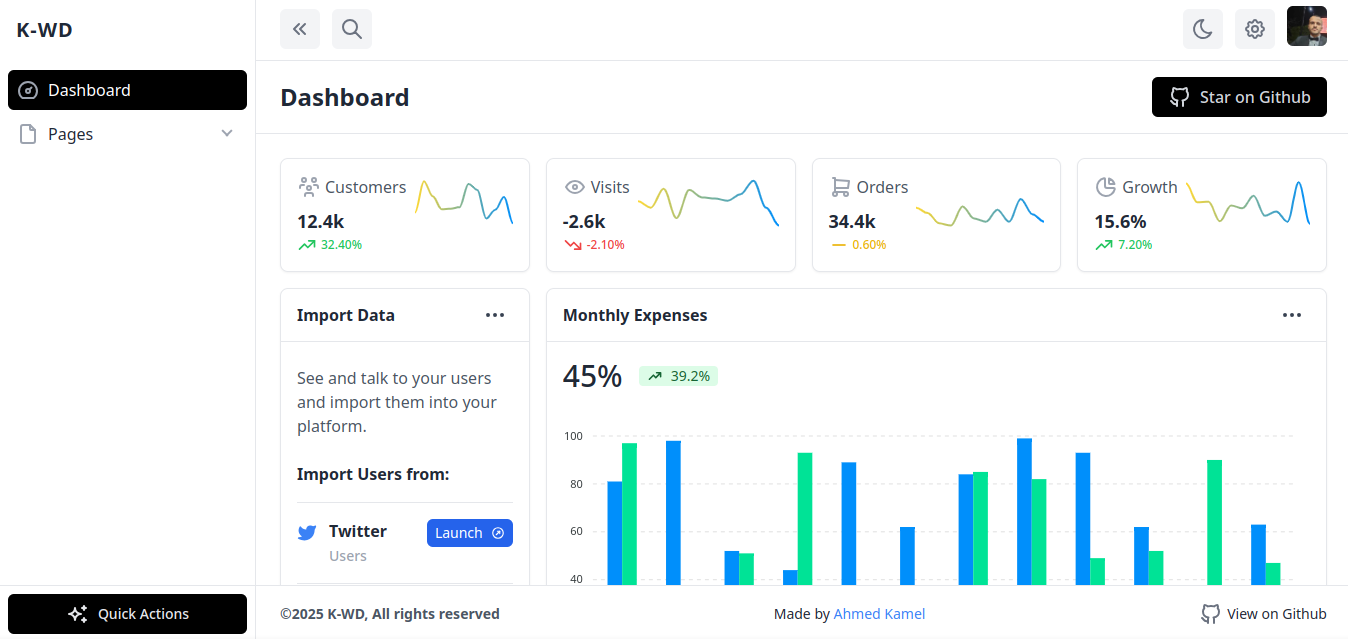 K-WD
Dashboard
Pages
Quick Actions
Dashboard
Star on Github
Customers
12.4k
32.40%
Visits
-2.6k
-2.10%
Orders
34.4k
0.60%
Growth
15.6%
7.20%
Import Data
See and talk to your users
and import them into your
platform.
Import Users from:
Twitter
Users
Launch
Monthly Expenses
45%
39.2%
100
80
60
40
©2025 K-WD, All rights reserved
Made by Ahmed Kamel
View on Github